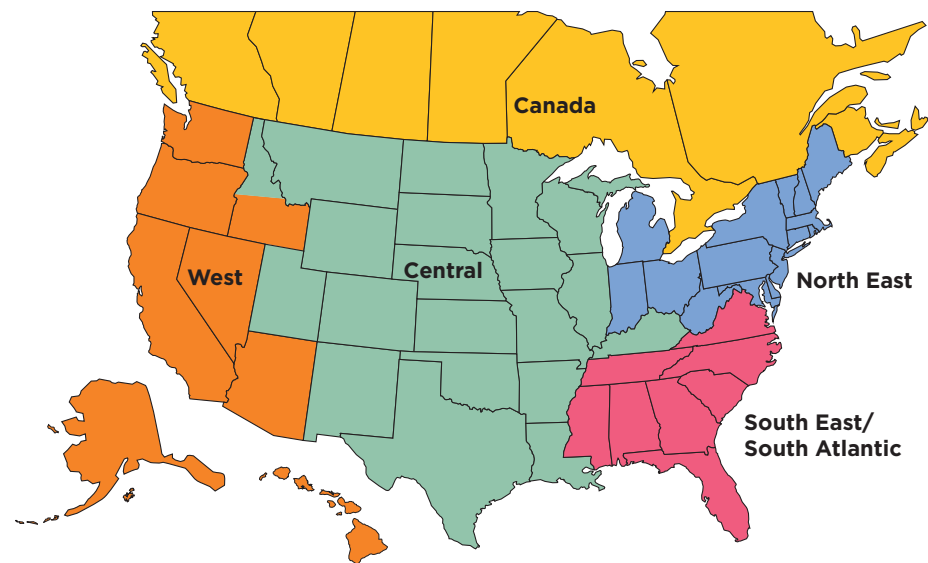 Canada
West
Central
North East
South East/
South Atlantic